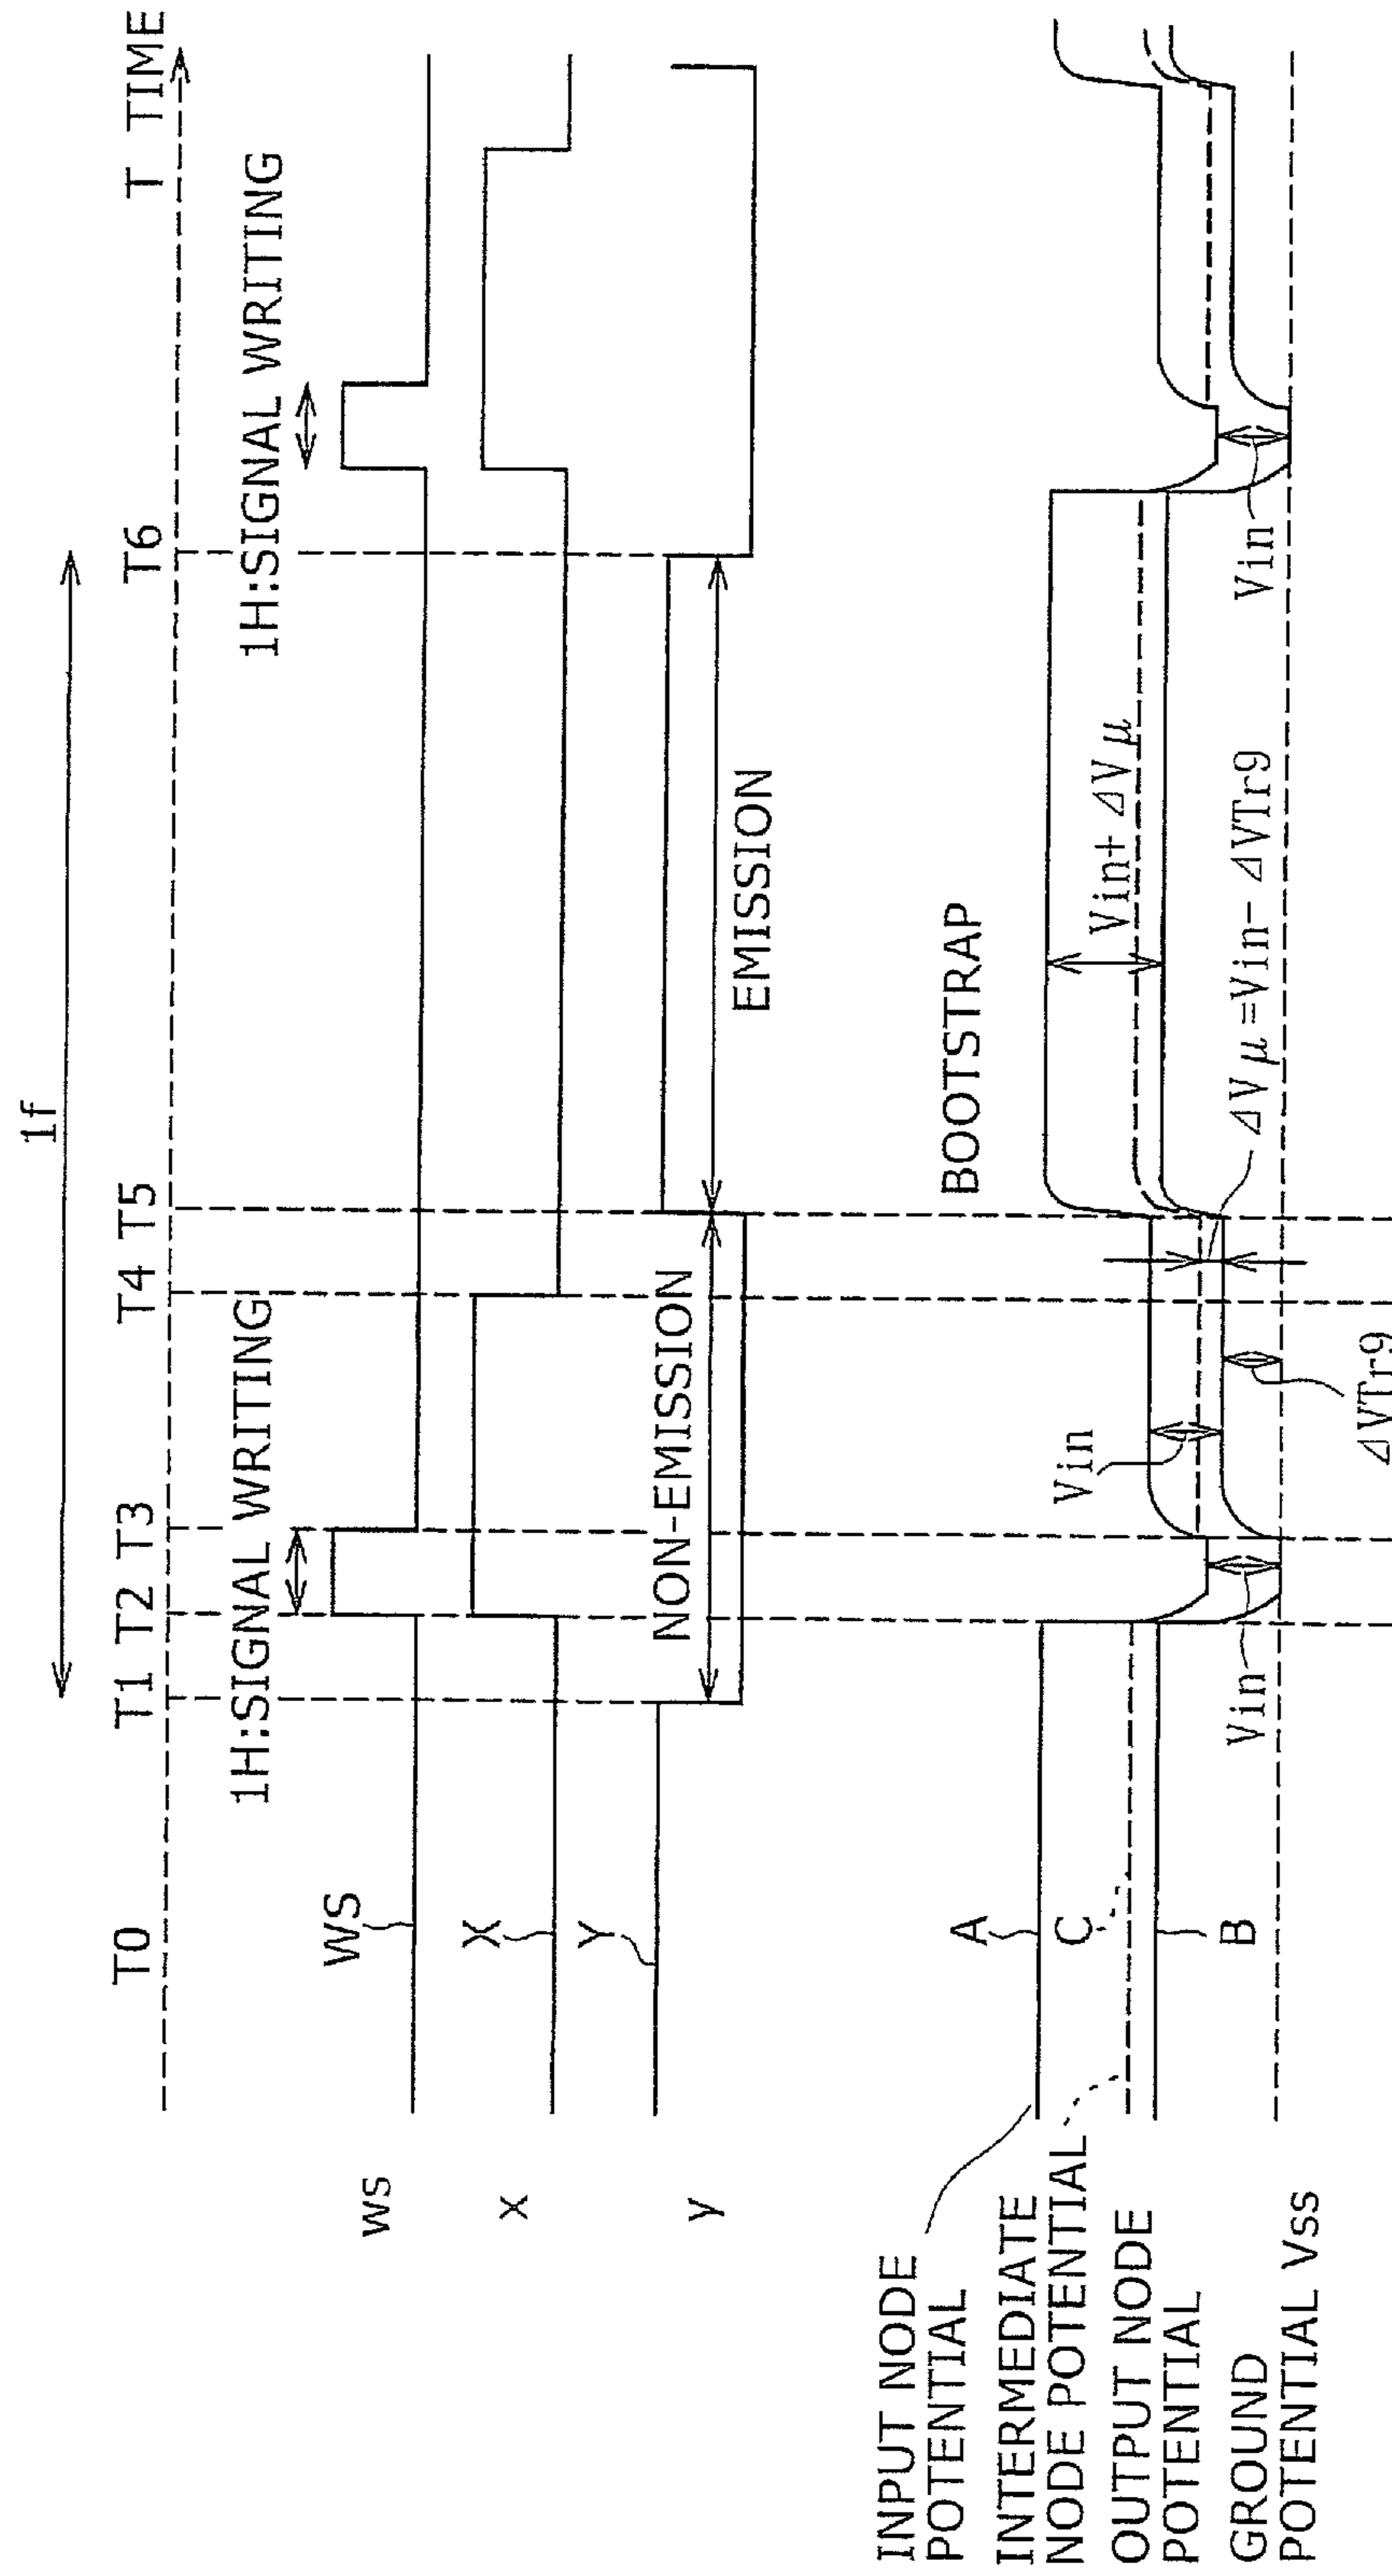 1f
T0
T1
T2
T3
T4
T5
T6
T
TIME
1H:SIGNAL WRITING
1H:SIGNAL WRITING
ws
WS
x
X
y
Y
NON-EMISSION
EMISSION
BOOTSTRAP
INPUT NODE
POTENTIAL
A
INTERMEDIATE
NODE POTENTIAL
C
OUTPUT NODE
POTENTIAL
B
GROUND
POTENTIAL Vss
Vin
Vin
Vin+ ΔVμ
ΔVμ=Vin- ΔVTr9
ΔVTr9
Vin